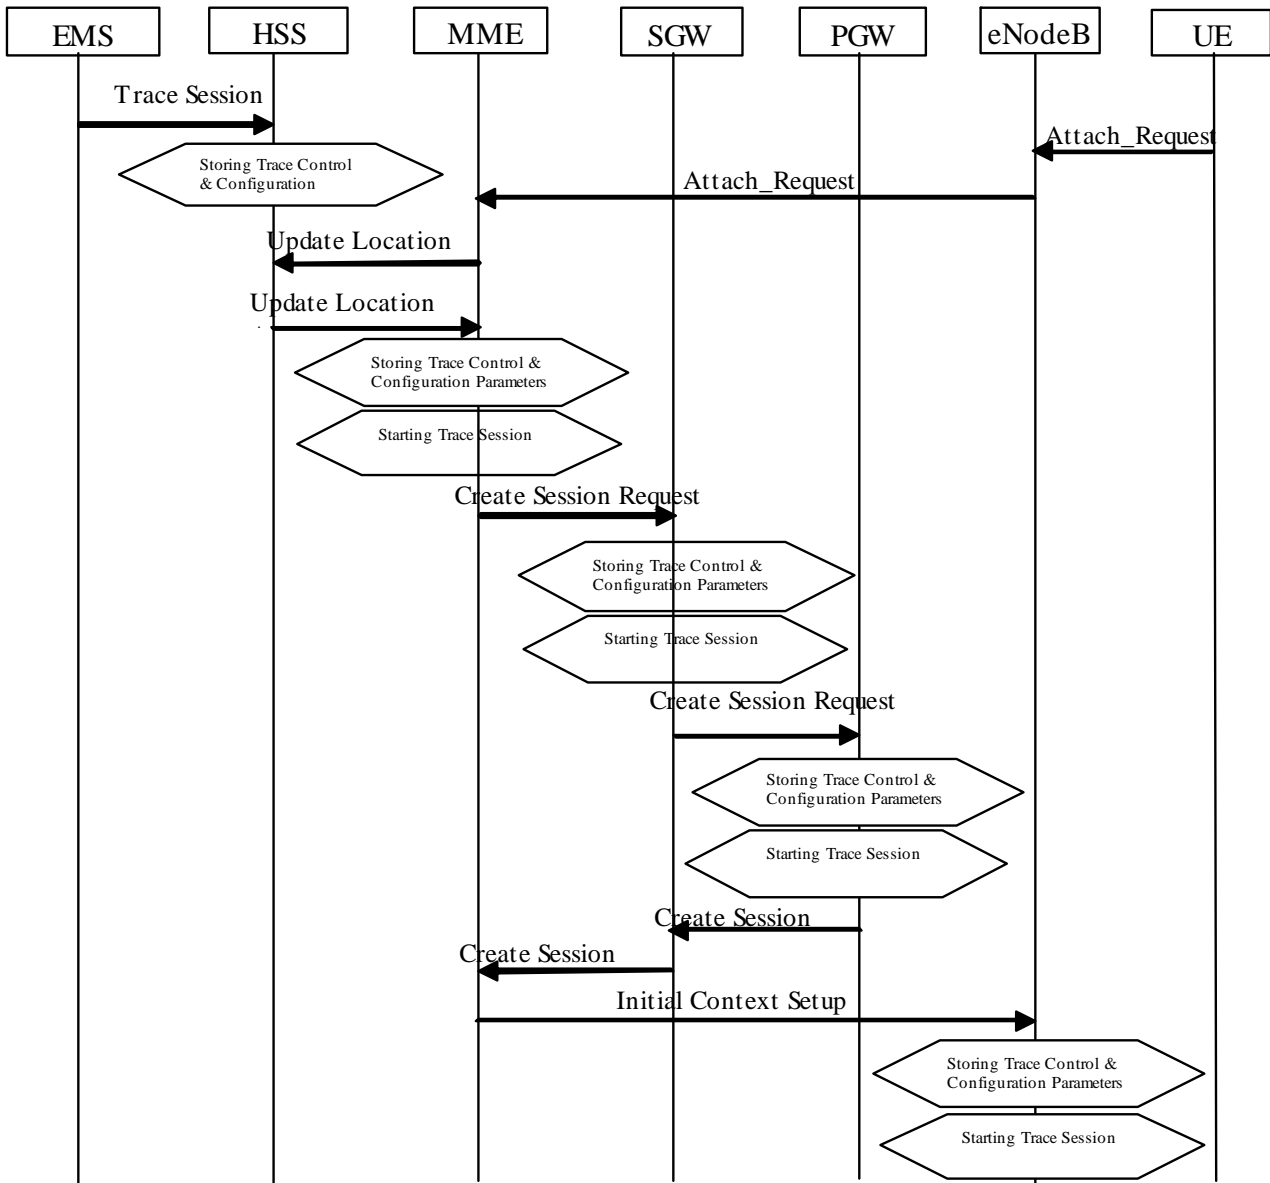 EMS HSS MME SGW PGW eNodeB UE
Trace Session
Attach_Request
Storing Trace Control
& Configuration
Attach_Request
Update Location
Update Location
Storing Trace Control &
Configuration Parameters
Starting Trace Session
Create Session Request
Storing Trace Control &
Configuration Parameters
Starting Trace Session
Create Session Request
Storing Trace Control &
Configuration Parameters
Starting Trace Session
Create Session
Create Session
Initial Context Setup
Storing Trace Control &
Configuration Parameters
Starting Trace Session